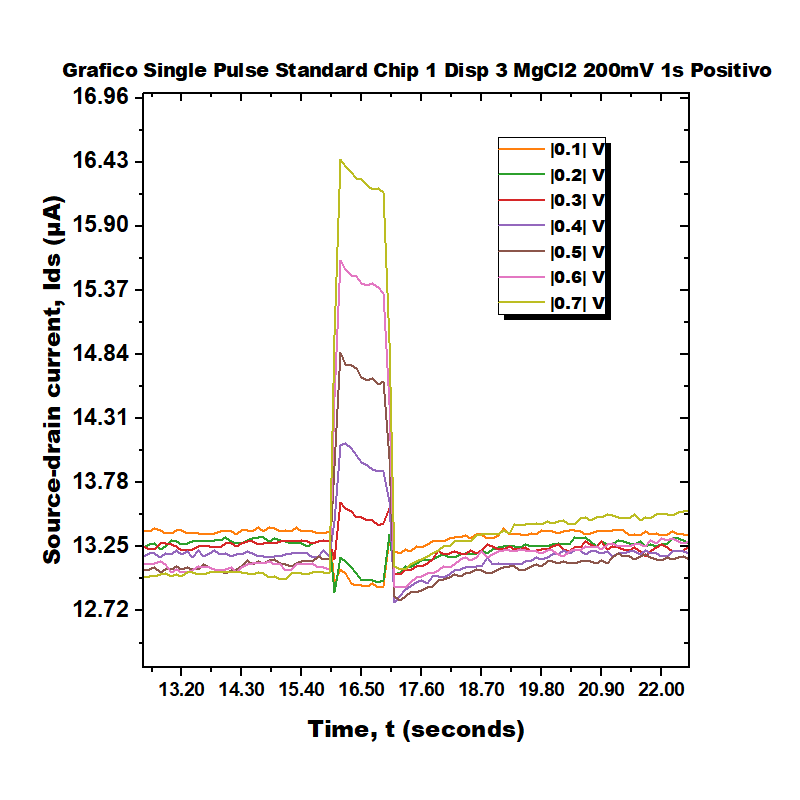 Grafico Single Pulse Standard Chip 1 Disp 3 MgCl2 200mV 1s Positivo
16.96
16.43
15.90
15.37
14.84
14.31
13.78
13.25
12.72
Source-drain current, Ids (µA)
|0.1| V
|0.2| V
|0.3| V
|0.4| V
|0.5| V
|0.6| V
|0.7| V
13.20 14.30 15.40 16.50 17.60 18.70 19.80 20.90 22.00
Time, t (seconds)